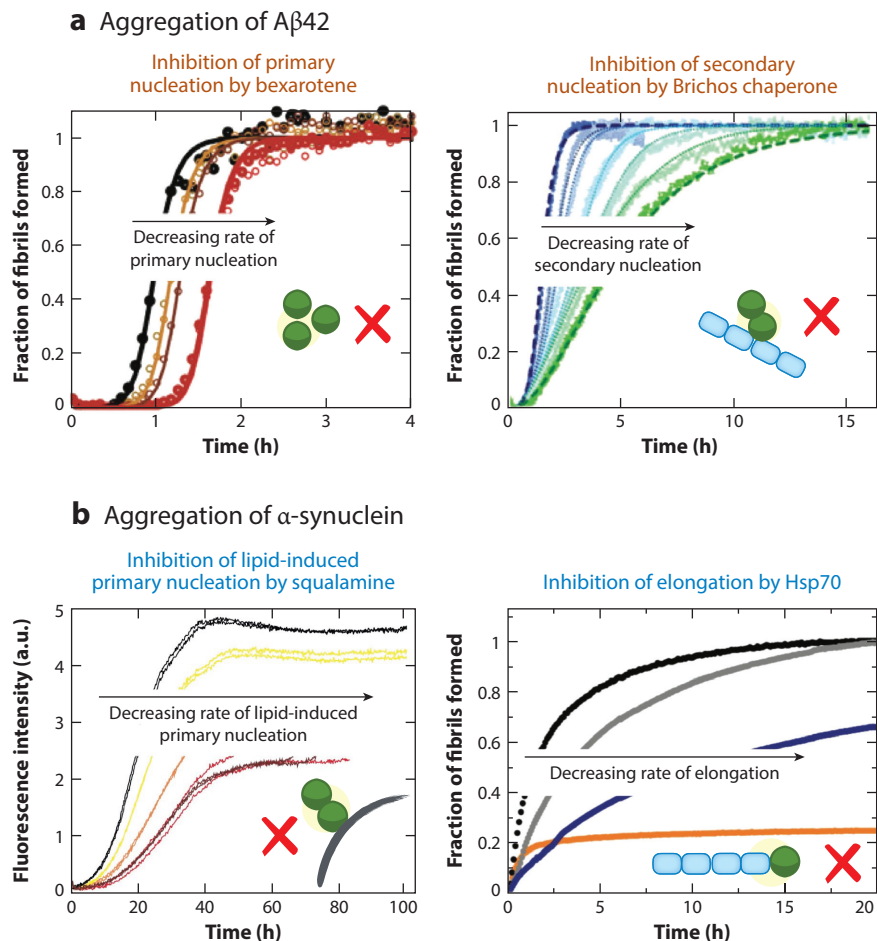 a Aggregation of Aβ42
Inhibition of primary
nucleation by bexarotene
Fraction of fibrils formed
1
0.8
0.6
0.4
0.2
0
Decreasing rate of
primary nucleation
0
1
2
3
4
Time (h)
Inhibition of secondary
nucleation by Brichos chaperone
Fraction of fibrils formed
1
0.8
0.6
0.4
0.2
0
Decreasing rate of
secondary nucleation
0
5
10
15
Time (h)
b Aggregation of α-synuclein
Inhibition of lipid-induced
primary nucleation by squalamine
Fluorescence intensity (a.u.)
5
4
3
2
1
0
Decreasing rate of lipid-induced
primary nucleation
0
20
40
60
80
100
Time (h)
Inhibition of elongation by Hsp70
Fraction of fibrils formed
1
0.8
0.6
0.4
0.2
0.0
Decreasing rate of elongation
0
5
10
15
20
Time (h)